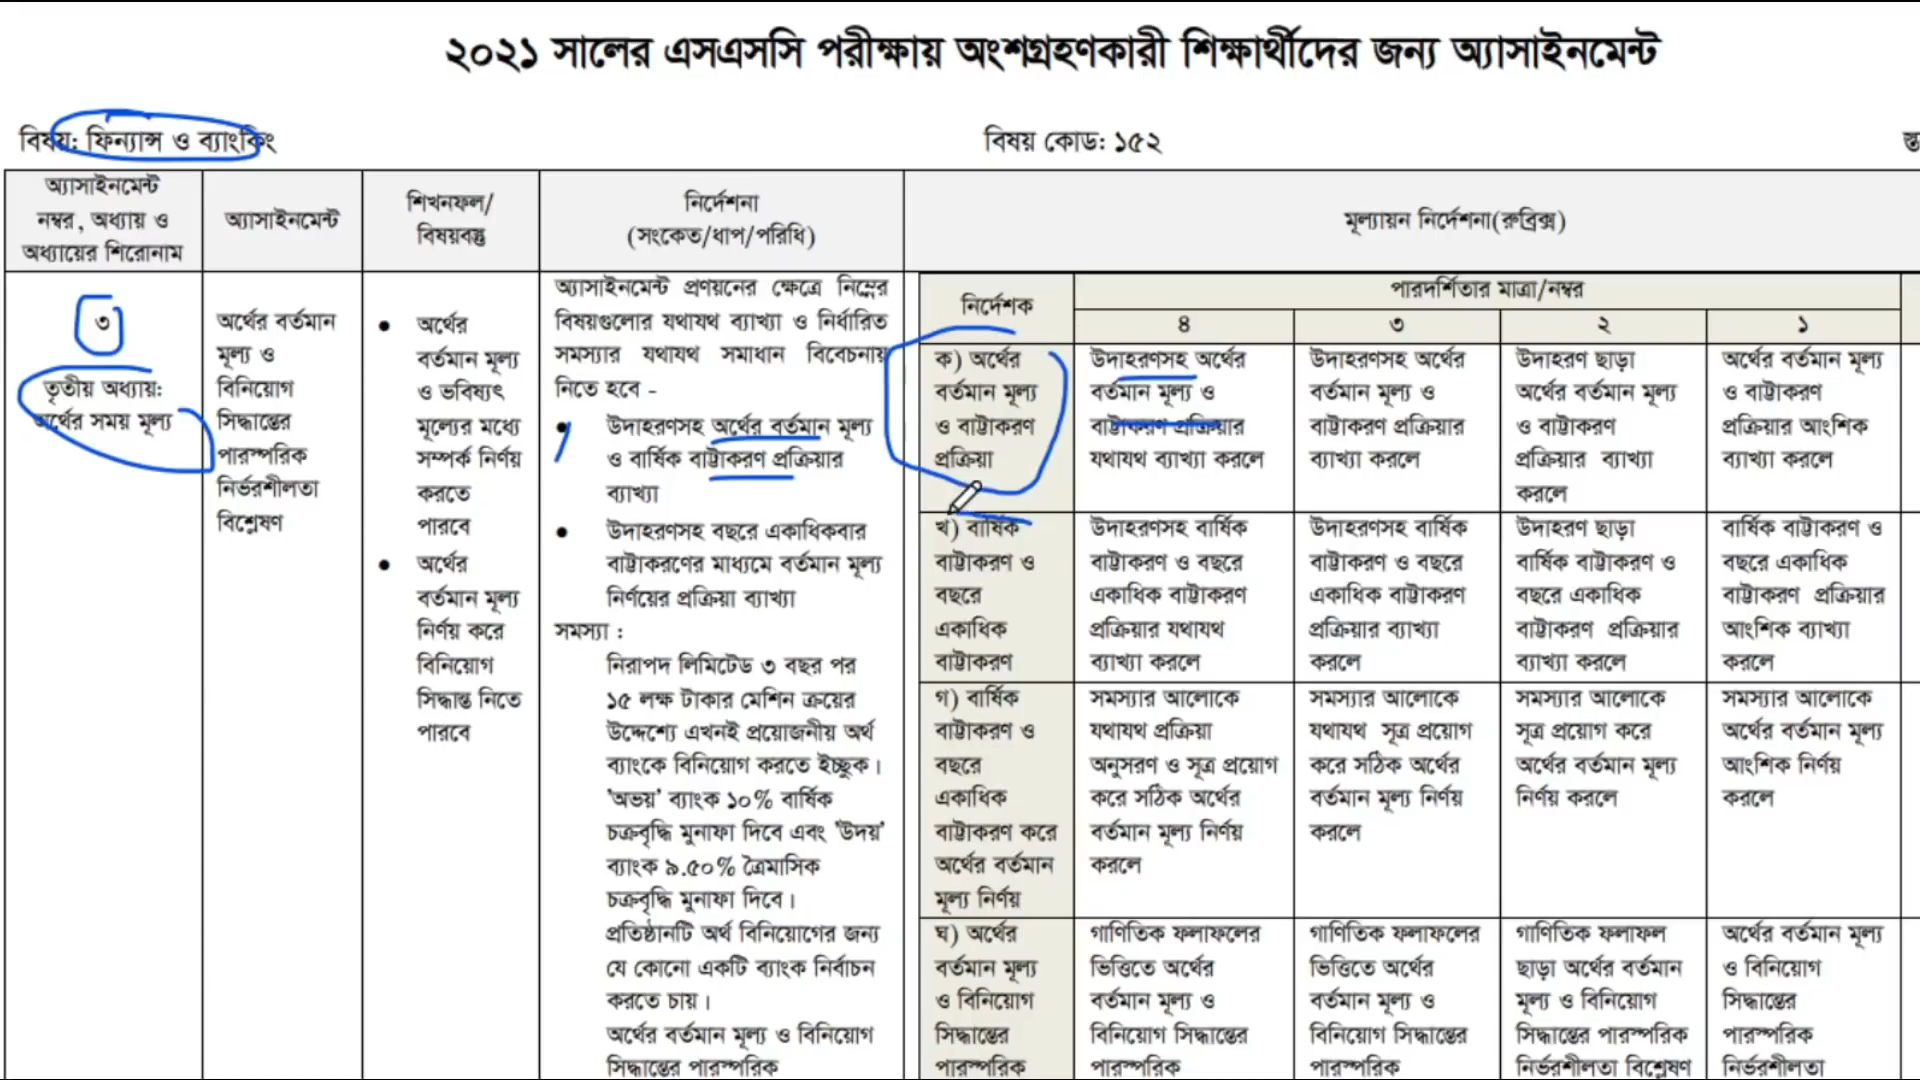 ২০২১ সালের এসএসসি পরীক্ষায় অংশগ্রহণকারী শিক্ষার্থীদের জন্য অ্যাসাইনমেন্ট
বিষয়: ফিন্যান্স ও ব্যাংকিং
বিষয় কোড: ১৫২
স্ত
অ্যাসাইনমেন্ট
নম্বর, অধ্যায় ও
অধ্যায়ের শিরোনাম
অ্যাসাইনমেন্ট
শিখনফল/
বিষয়বস্তু
নির্দেশনা
(সংকেত/ধাপ/পরিধি)
মূল্যায়ন নির্দেশনা(রুব্রিক্স)
৩
তৃতীয় অধ্যায়:
অর্থের সময় মূল্য
অর্থের বর্তমান
মূল্য ও
বিনিয়োগ
সিদ্ধান্তের
পারস্পরিক
নির্ভরশীলতা
বিশ্লেষণ
● অর্থের
বর্তমান মূল্য
ও ভবিষ্যৎ
মূল্যের মধ্যে
সম্পর্ক নির্ণয়
করতে
পারবে
● অর্থের
বর্তমান মূল্য
নির্ণয় করে
বিনিয়োগ
সিদ্ধান্ত নিতে
পারবে
অ্যাসাইনমেন্ট প্রণয়নের ক্ষেত্রে নিম্নের
বিষয়গুলোর যথাযথ ব্যাখ্যা ও নির্ধারিত
সমস্যার যথাযথ সমাধান বিবেচনায়
নিতে হবে -
● উদাহরণসহ অর্থের বর্তমান মূল্য
ও বার্ষিক বাট্টাকরণ প্রক্রিয়ার
ব্যাখ্যা
● উদাহরণসহ বছরে একাধিকবার
বাট্টাকরণের মাধ্যমে বর্তমান মূল্য
নির্ণয়ের প্রক্রিয়া ব্যাখ্যা
সমস্যা :
নিরাপদ লিমিটেড ৩ বছর পর
১৫ লক্ষ টাকার মেশিন ক্রয়ের
উদ্দেশ্যে এখনই প্রয়োজনীয় অর্থ
ব্যাংকে বিনিয়োগ করতে ইচ্ছুক।
'অভয়' ব্যাংক ১০% বার্ষিক
চক্রবৃদ্ধি মুনাফা দিবে এবং 'উদয়'
ব্যাংক ৯.৫০% ত্রৈমাসিক
চক্রবৃদ্ধি মুনাফা দিবে।
প্রতিষ্ঠানটি অর্থ বিনিয়োগের জন্য
যে কোনো একটি ব্যাংক নির্বাচন
করতে চায়।
অর্থের বর্তমান মূল্য ও বিনিয়োগ
সিদ্ধান্তের পারস্পরিক
নির্দেশক
পারদর্শিতার মাত্রা/নম্বর
৪
৩
২
১
ক) অর্থের
বর্তমান মূল্য
ও বাট্টাকরণ
প্রক্রিয়া
উদাহরণসহ অর্থের
বর্তমান মূল্য ও
বাট্টাকরণ প্রক্রিয়ার
যথাযথ ব্যাখ্যা করলে
উদাহরণসহ অর্থের
বর্তমান মূল্য ও
বাট্টাকরণ প্রক্রিয়ার
ব্যাখ্যা করলে
উদাহরণ ছাড়া
অর্থের বর্তমান মূল্য
ও বাট্টাকরণ
প্রক্রিয়ার ব্যাখ্যা
করলে
অর্থের বর্তমান মূল্য
ও বাট্টাকরণ
প্রক্রিয়ার আংশিক
ব্যাখ্যা করলে
খ) বার্ষিক
বাট্টাকরণ ও
বছরে
একাধিক
বাট্টাকরণ
উদাহরণসহ বার্ষিক
বাট্টাকরণ ও বছরে
একাধিক বাট্টাকরণ
প্রক্রিয়ার যথাযথ
ব্যাখ্যা করলে
উদাহরণসহ বার্ষিক
বাট্টাকরণ ও বছরে
একাধিক বাট্টাকরণ
প্রক্রিয়ার ব্যাখ্যা
করলে
উদাহরণ ছাড়া
বার্ষিক বাট্টাকরণ ও
বছরে একাধিক
বাট্টাকরণ প্রক্রিয়ার
ব্যাখ্যা করলে
বার্ষিক বাট্টাকরণ ও
বছরে একাধিক
বাট্টাকরণ প্রক্রিয়ার
আংশিক ব্যাখ্যা
করলে
গ) বার্ষিক
বাট্টাকরণ ও
বছরে
একাধিক
বাট্টাকরণ করে
অর্থের বর্তমান
মূল্য নির্ণয়
সমস্যার আলোকে
যথাযথ প্রক্রিয়া
অনুসরণ ও সূত্র প্রয়োগ
করে সঠিক অর্থের
বর্তমান মূল্য নির্ণয়
করলে
সমস্যার আলোকে
যথাযথ সূত্র প্রয়োগ
করে সঠিক অর্থের
বর্তমান মূল্য নির্ণয়
করলে
সমস্যার আলোকে
সূত্র প্রয়োগ করে
অর্থের বর্তমান মূল্য
নির্ণয় করলে
সমস্যার আলোকে
অর্থের বর্তমান মূল্য
আংশিক নির্ণয়
করলে
ঘ) অর্থের
বর্তমান মূল্য
ও বিনিয়োগ
সিদ্ধান্তের
পারস্পরিক
গাণিতিক ফলাফলের
ভিত্তিতে অর্থের
বর্তমান মূল্য ও
বিনিয়োগ সিদ্ধান্তের
পারস্পরিক
গাণিতিক ফলাফলের
ভিত্তিতে অর্থের
বর্তমান মূল্য ও
বিনিয়োগ সিদ্ধান্তের
পারস্পরিক
গাণিতিক ফলাফল
ছাড়া অর্থের বর্তমান
মূল্য ও বিনিয়োগ
সিদ্ধান্তের পারস্পরিক
নির্ভরশীলতা বিশ্লেষণ
অর্থের বর্তমান মূল্য
ও বিনিয়োগ
সিদ্ধান্তের
পারস্পরিক
নির্ভরশীলতা